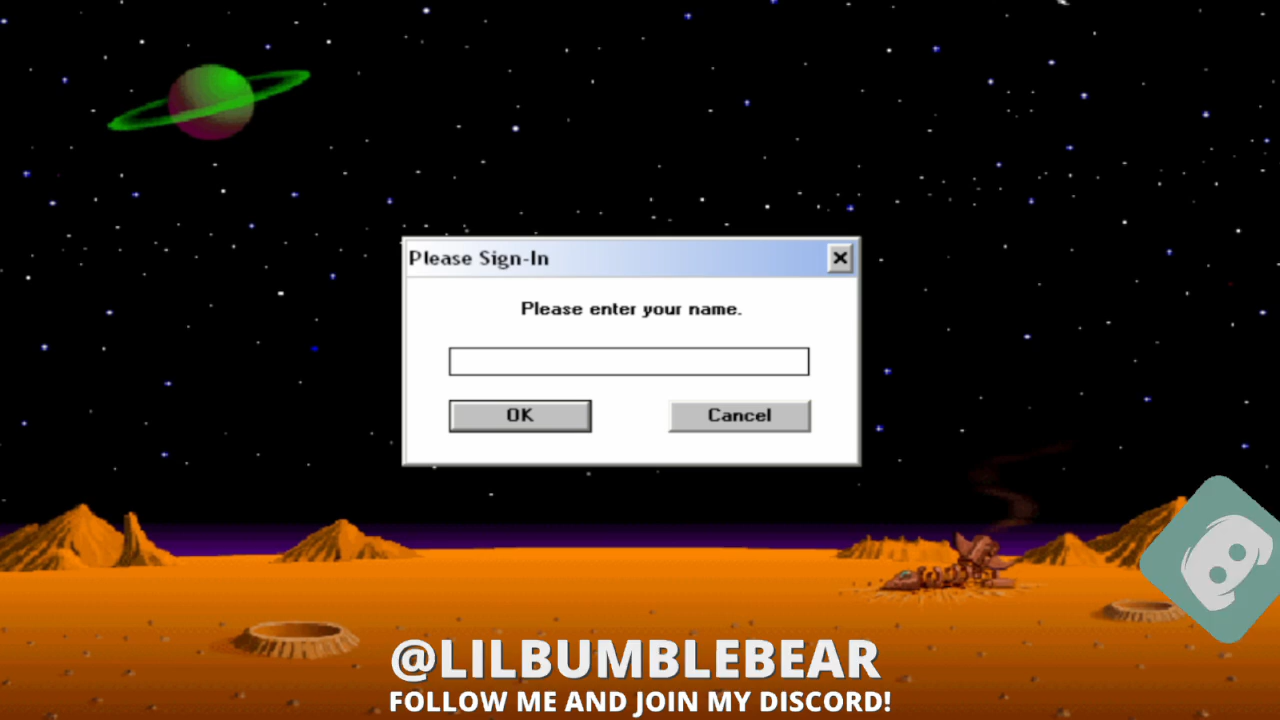 Please Sign-In
Please enter your name.
OK
Cancel
@LILBUMBLEBEAR
FOLLOW ME AND JOIN MY DISCORD!